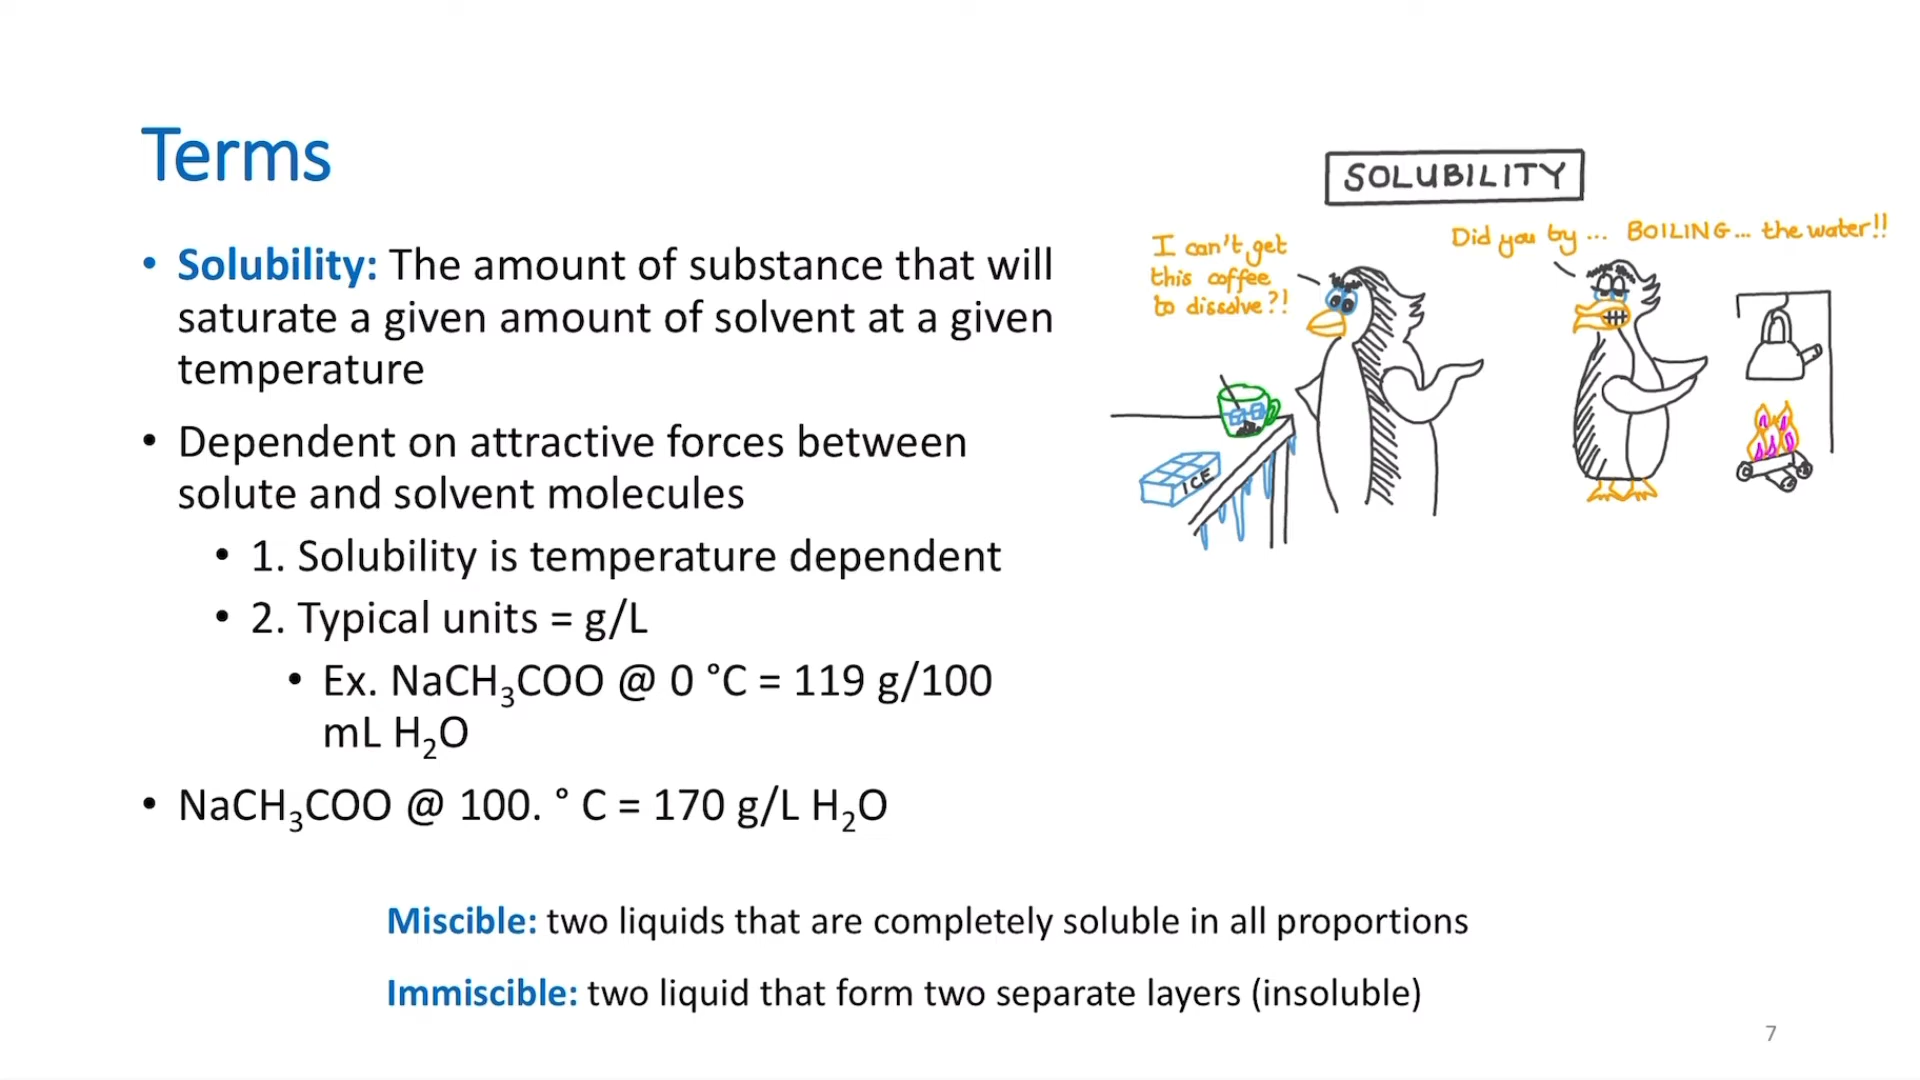 Terms
SOLUBILITY
I can't get
this coffee
to dissolve?!
Did you by ... BOILING... the water!!
ICE
• Solubility: The amount of substance that will
saturate a given amount of solvent at a given
temperature
• Dependent on attractive forces between
solute and solvent molecules
• 1. Solubility is temperature dependent
• 2. Typical units = g/L
• Ex. NaCH₃COO @ 0 °C = 119 g/100
mL H₂O
• NaCH₃COO @ 100. ° C = 170 g/L H₂O
Miscible: two liquids that are completely soluble in all proportions
Immiscible: two liquid that form two separate layers (insoluble)
7